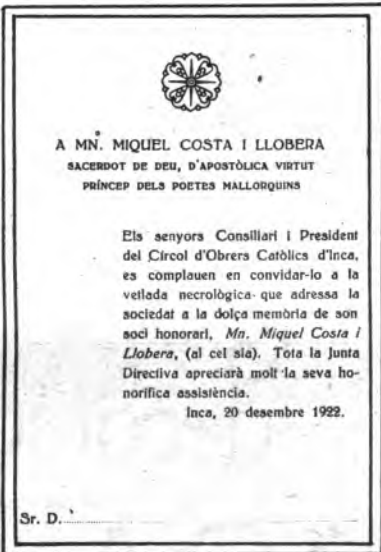 A MN. MIQUEL COSTA I LLOBERA
SACERDOT DE DEU, D'APOSTÒLICA VIRTUT
PRÍNCEP DELS POETES MALLORQUINS
Els senyors Consiliari i President
del Círcol d'Obrers Catòlics d'Inca,
es complauen en convidar-lo a la
vetlada necrològica que adressa la
sociedat a la dolça memòria de son
soci honorari, Mn. Miquel Costa i
Llobera, (al cel sia). Tota la Junta
Directiva apreciarà molt la seva ho-
norifica assistència.
Inca, 20 desembre 1922.
Sr. D.